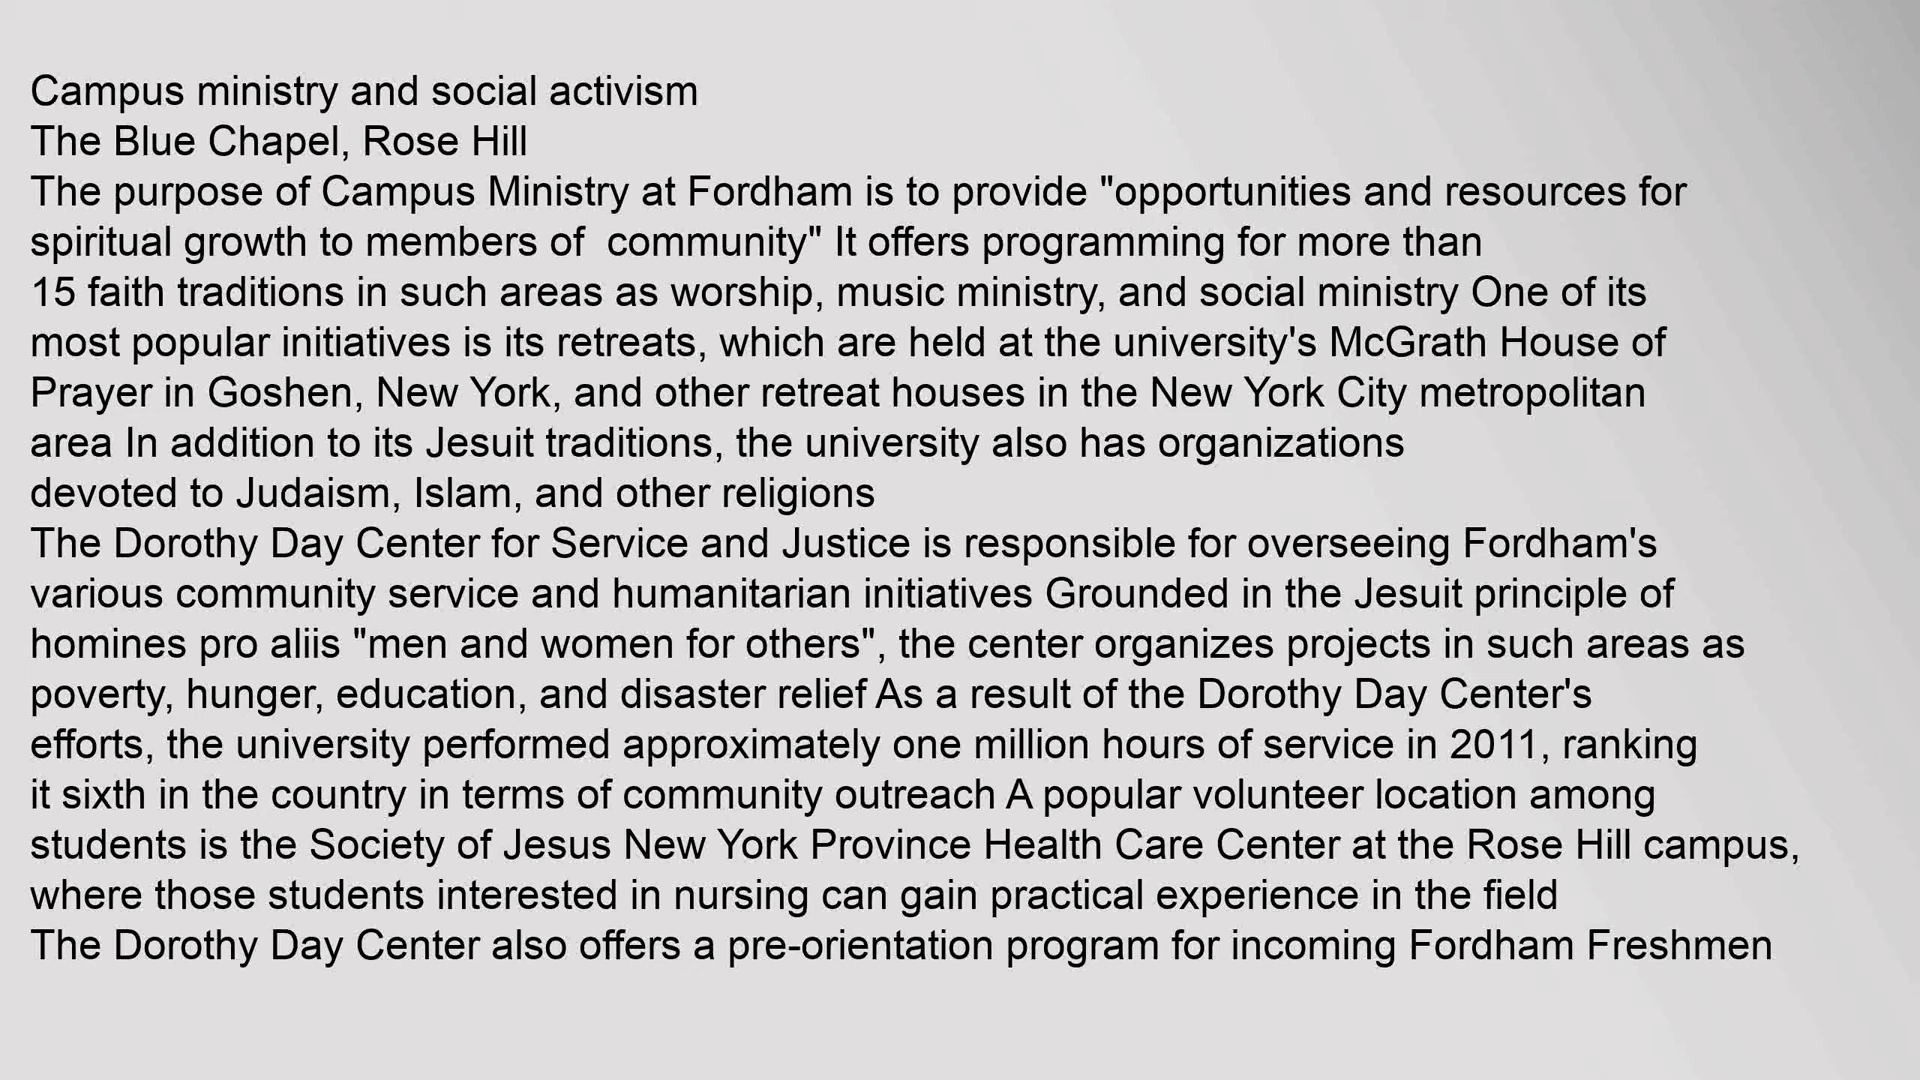 Campus ministry and social activism
The Blue Chapel, Rose Hill
The purpose of Campus Ministry at Fordham is to provide "opportunities and resources for
spiritual growth to members of  community" It offers programming for more than
15 faith traditions in such areas as worship, music ministry, and social ministry One of its
most popular initiatives is its retreats, which are held at the university's McGrath House of
Prayer in Goshen, New York, and other retreat houses in the New York City metropolitan
area In addition to its Jesuit traditions, the university also has organizations
devoted to Judaism, Islam, and other religions
The Dorothy Day Center for Service and Justice is responsible for overseeing Fordham's
various community service and humanitarian initiatives Grounded in the Jesuit principle of
homines pro aliis "men and women for others", the center organizes projects in such areas as
poverty, hunger, education, and disaster relief As a result of the Dorothy Day Center's
efforts, the university performed approximately one million hours of service in 2011, ranking
it sixth in the country in terms of community outreach A popular volunteer location among
students is the Society of Jesus New York Province Health Care Center at the Rose Hill campus,
where those students interested in nursing can gain practical experience in the field
The Dorothy Day Center also offers a pre-orientation program for incoming Fordham Freshmen